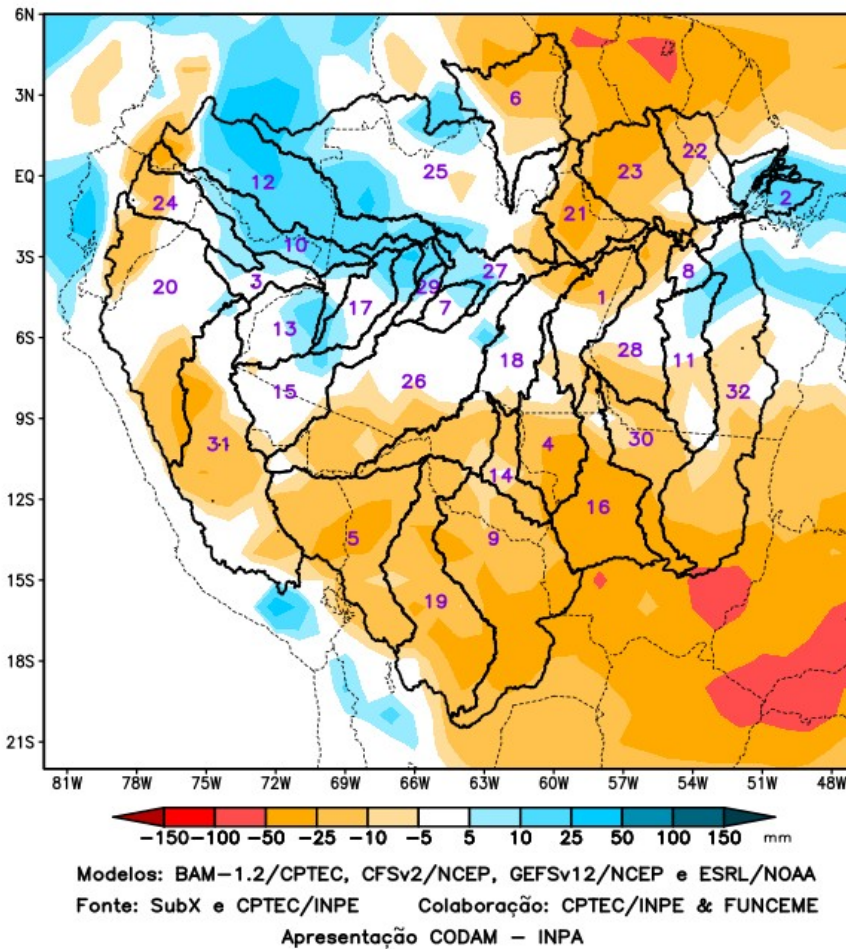 6N
3N
EQ
3S
6S
9S
12S
15S
18S
21S
6
22
23
25
12
2
24
21
10
3
20
27
8
29
1
7
17
13
28
18
11
15
26
32
31
30
4
14
16
5
9
19
81W 78W 75W 72W 69W 66W 63W 60W 57W 54W 51W 48W
−150 −100 −50 −25 −10 −5 5 10 25 50 100 150 mm
Modelos: BAM−1.2/CPTEC, CFSv2/NCEP, GEFSv12/NCEP e ESRL/NOAA
Fonte: SubX e CPTEC/INPE Colaboração: CPTEC/INPE & FUNCEME
Apresentação CODAM − INPA